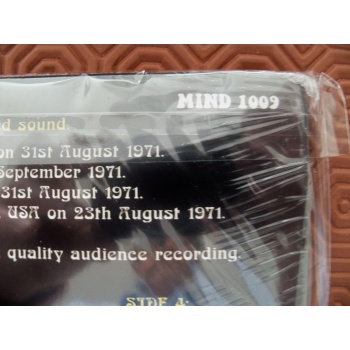 MIND 1009
d sound.
on 31st August 1971.
September 1971.
31st August 1971.
USA on 23th August 1971.
quality audience recording.
SIDE 4: